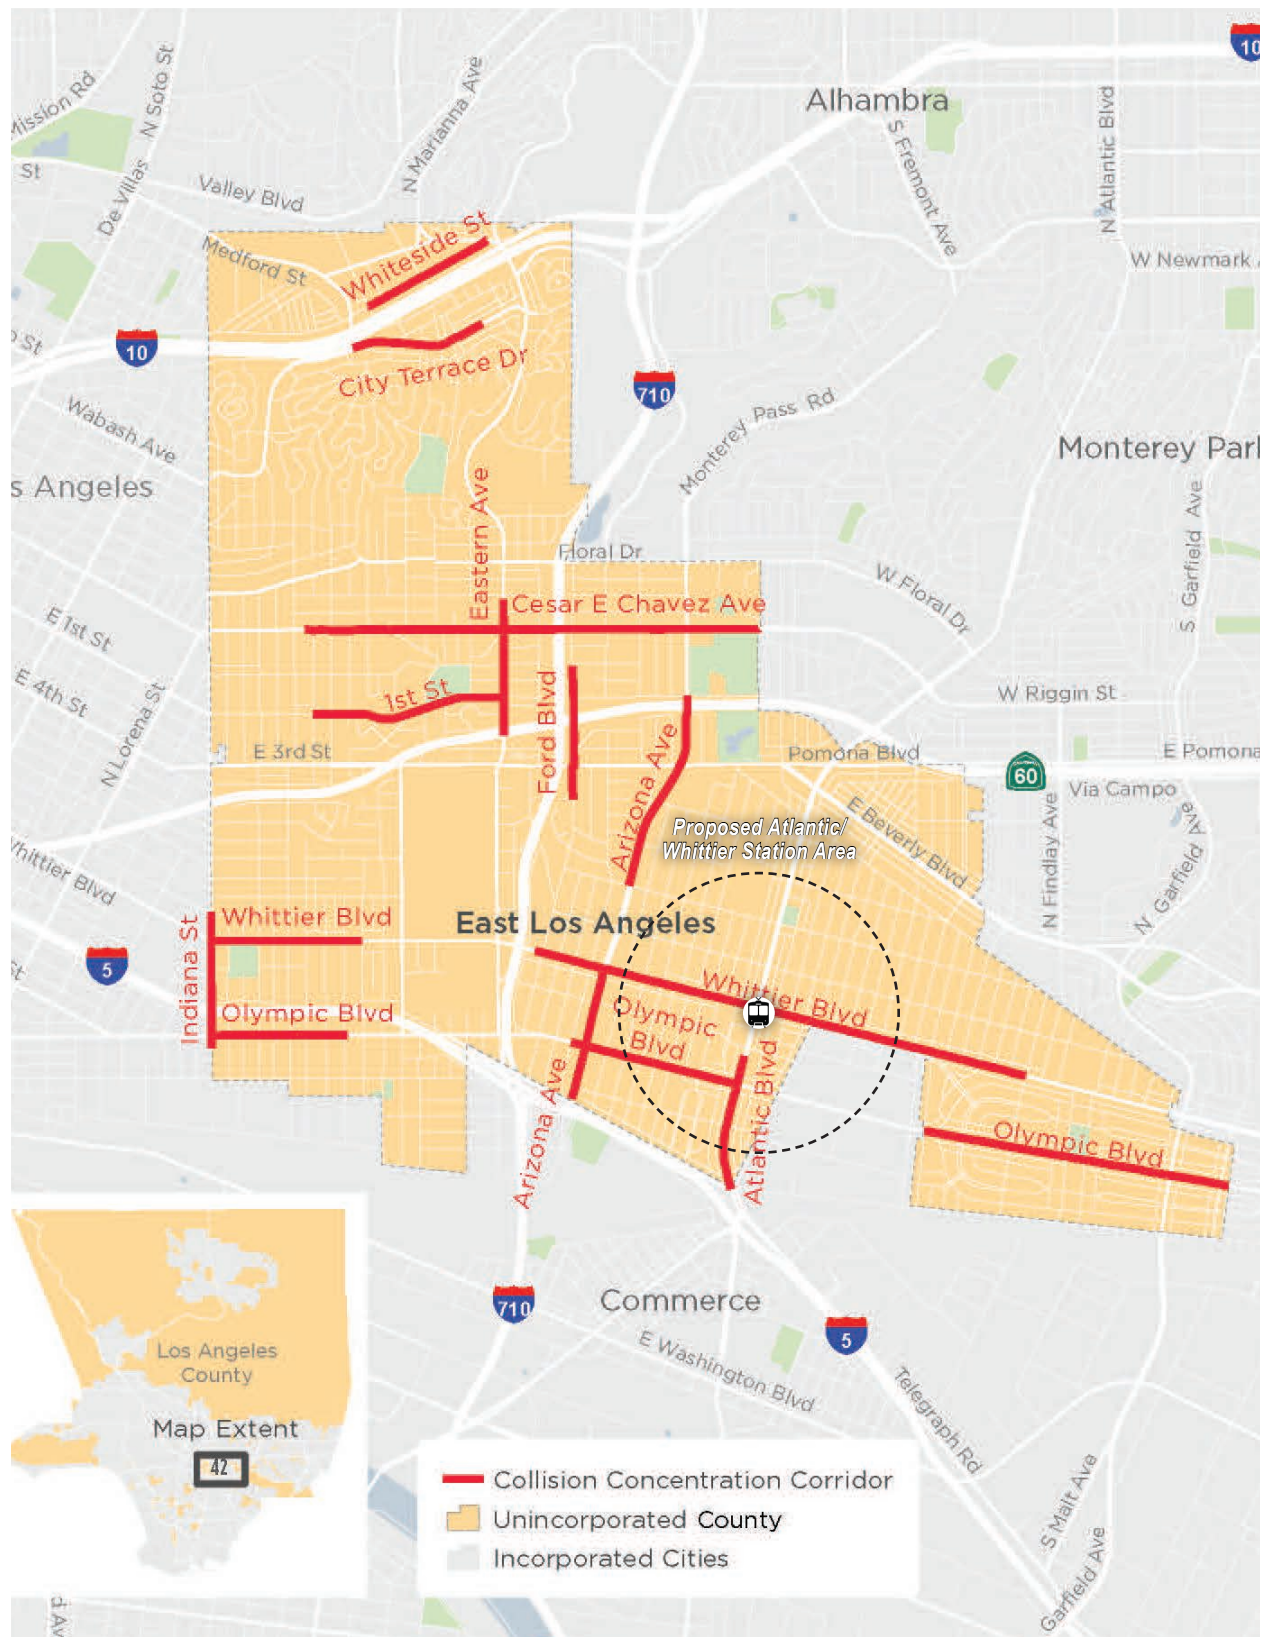 10
Alhambra
Mission Rd
N Soto St
N Marianna Ave
S Fremont Ave
N Atlantic Blvd
St
De Villas
Valley Blvd
Medford St
Whiteside St
W Newmark
St
10
City Terrace Dr
710
Monterey Pass Rd
Wabash Ave
Monterey Park
s Angeles
Eastern Ave
S Garfield Ave
Floral Dr
W Floral Dr
Cesar E Chavez Ave
E 1st St
E 4th St
N Lorena St
1st St
Ford Blvd
W Riggin St
E 3rd St
Arizona Ave
Pomona Blvd
E Pomona
60
Via Campo
Proposed Atlantic/
Whittier Station Area
E Beverly Blvd
N Findlay Ave
N Garfield Ave
Whittier Blvd
Indiana St
Whittier Blvd
East Los Angeles
5
St
Whittier Blvd
Olympic Blvd
Olympic
Blvd
Atlantic Blvd
Arizona Ave
Olympic Blvd
710
Commerce
5
E Washington Blvd
Telegraph Rd
S Malt Ave
Garfield Ave
Los Angeles
County
Map Extent
42
Collision Concentration Corridor
Unincorporated County
Incorporated Cities